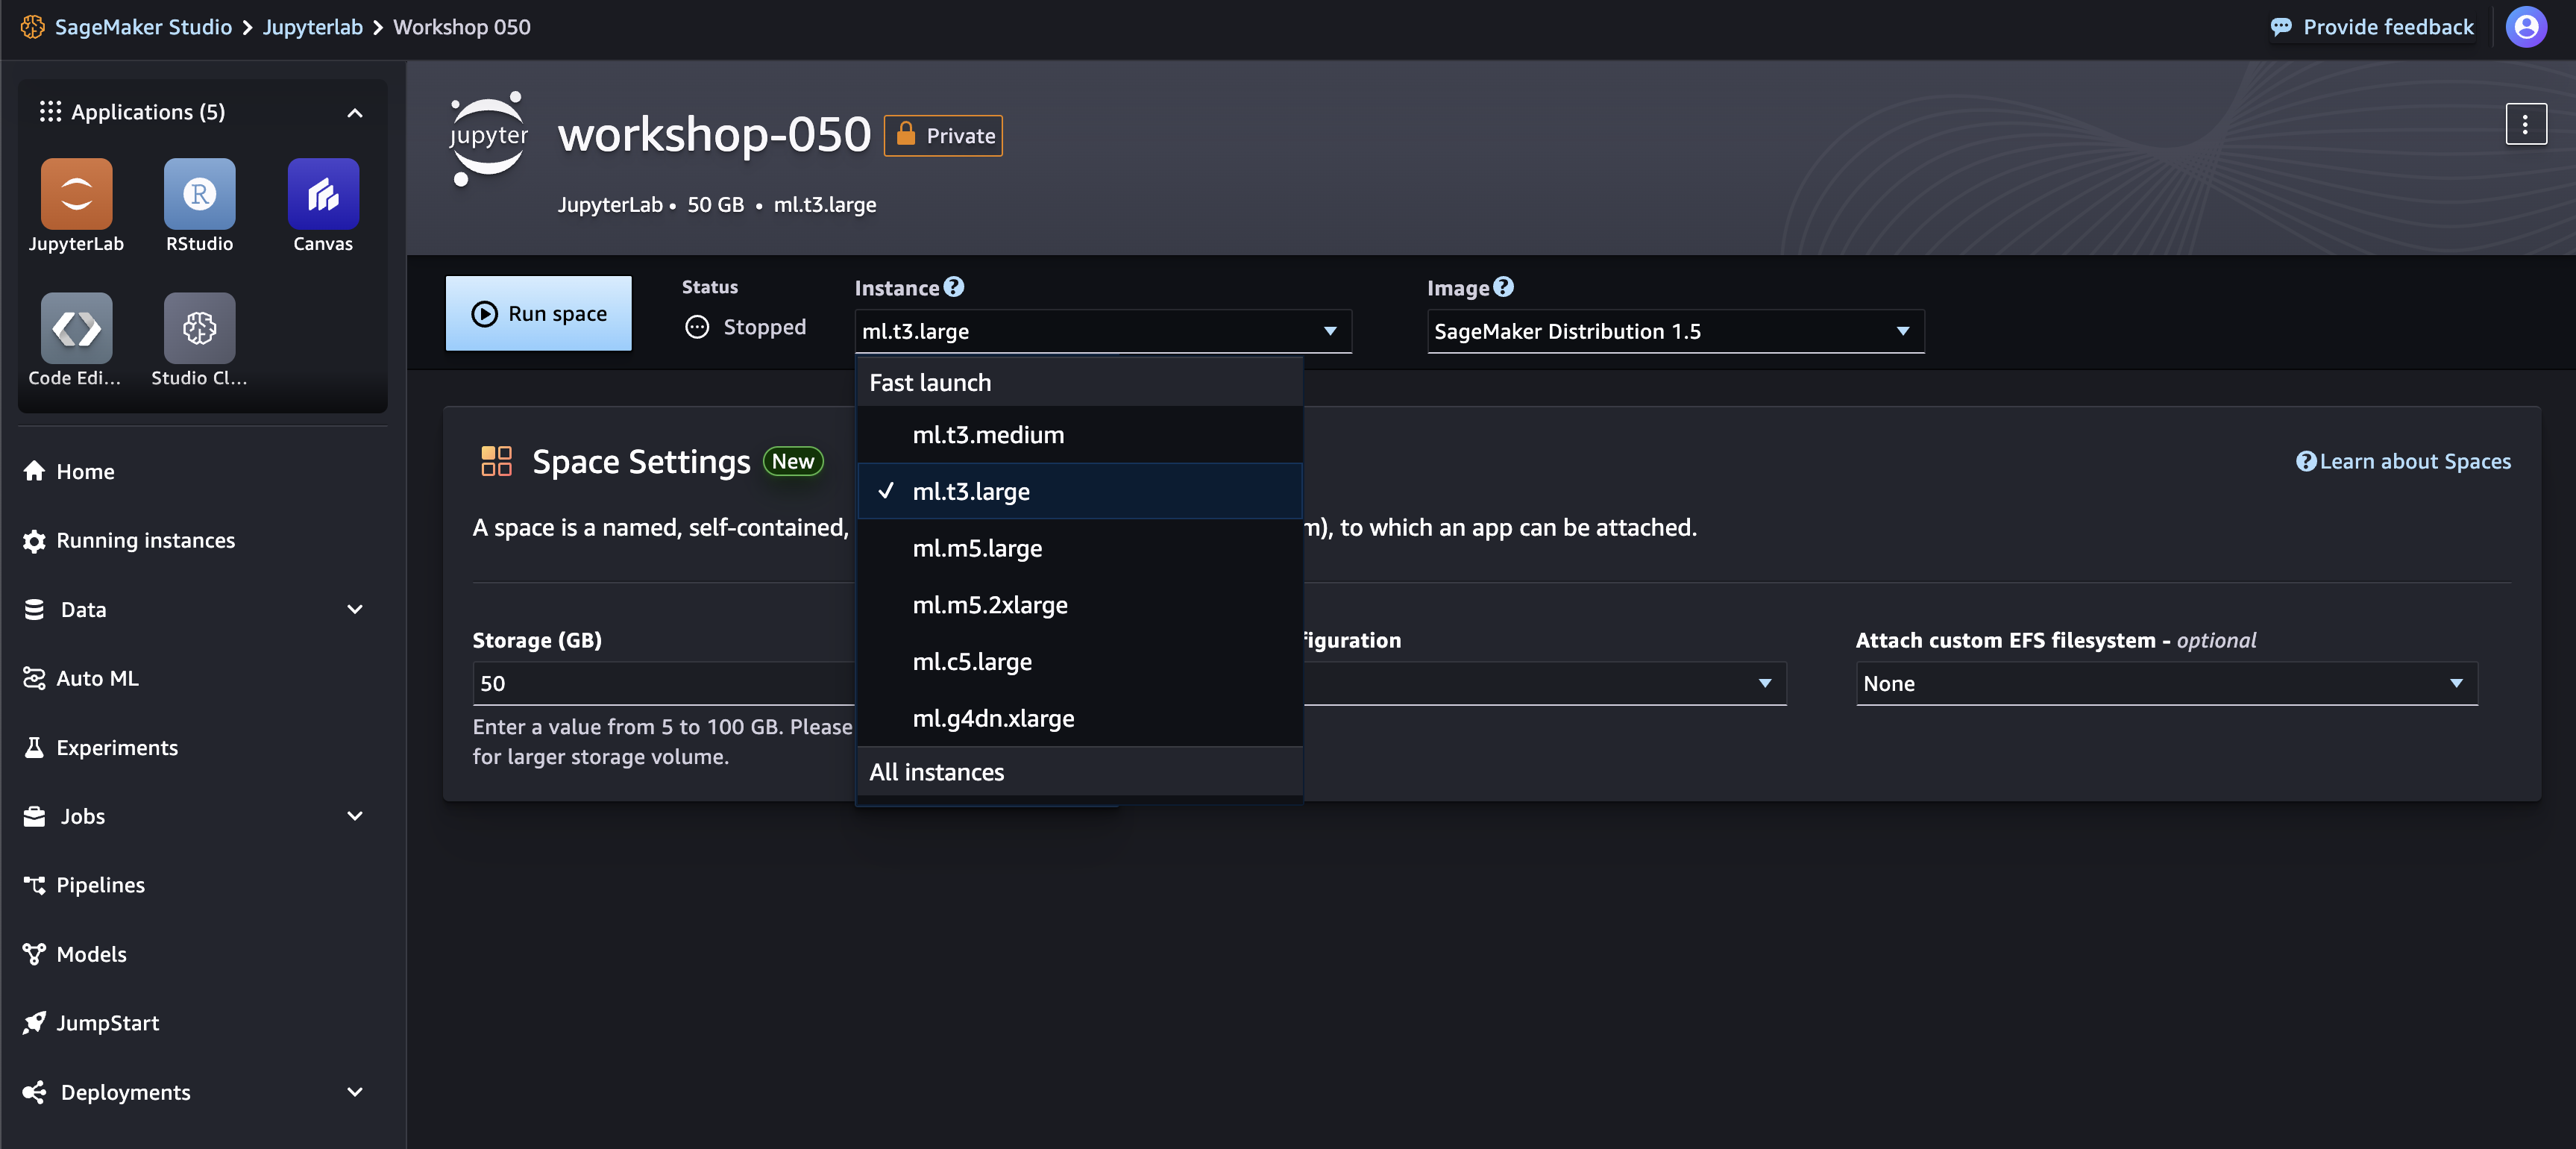 SageMaker Studio > Jupyterlab > Workshop 050
Provide feedback
Applications (5)
JupyterLab
RStudio
Canvas
Code Edi...
Studio Cl...
Home
Running instances
Data
Auto ML
Experiments
Jobs
Pipelines
Models
JumpStart
Deployments
jupyter
workshop-050
Private
JupyterLab • 50 GB • ml.t3.large
Run space
Status
Stopped
Instance
ml.t3.large
Image
SageMaker Distribution 1.5
Fast launch
ml.t3.medium
ml.t3.large
ml.m5.large
ml.m5.2xlarge
ml.c5.large
ml.g4dn.xlarge
All instances
Space Settings
New
Learn about Spaces
A space is a named, self-contained,
m), to which an app can be attached.
Storage (GB)
50
Enter a value from 5 to 100 GB. Please
for larger storage volume.
figuration
Attach custom EFS filesystem - optional
None